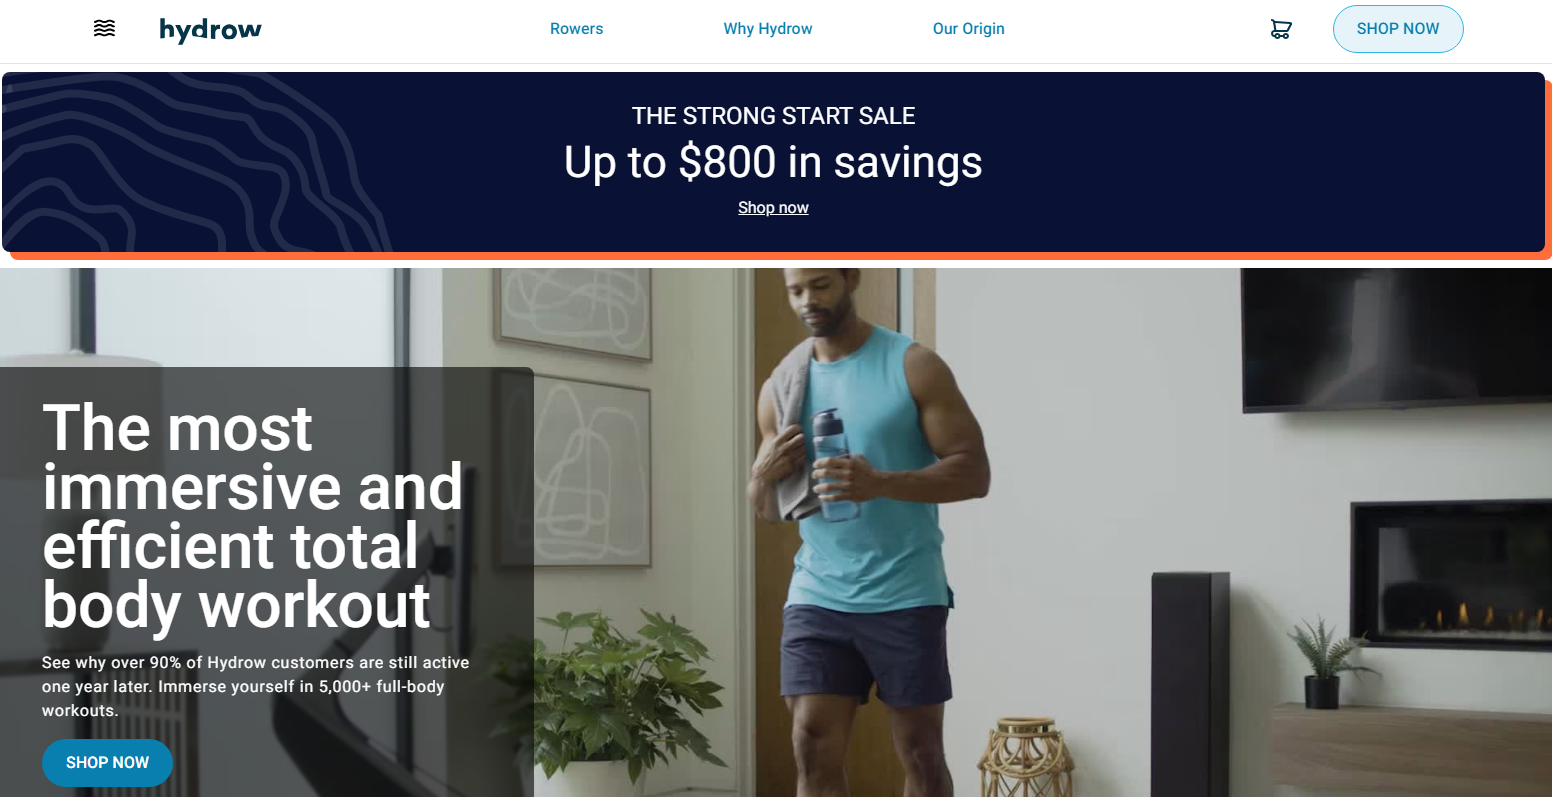 hydrow
Rowers
Why Hydrow
Our Origin
SHOP NOW
THE STRONG START SALE
Up to $800 in savings
Shop now
The most
immersive and
efficient total
body workout
See why over 90% of Hydrow customers are still active
one year later. Immerse yourself in 5,000+ full-body
workouts.
SHOP NOW